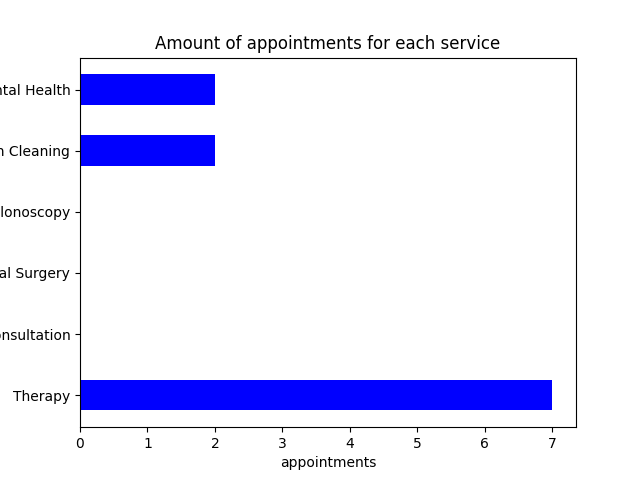 Amount of appointments for each service
ntal Health
n Cleaning
lonoscopy
al Surgery
onsultation
Therapy
0 1 2 3 4 5 6 7
appointments